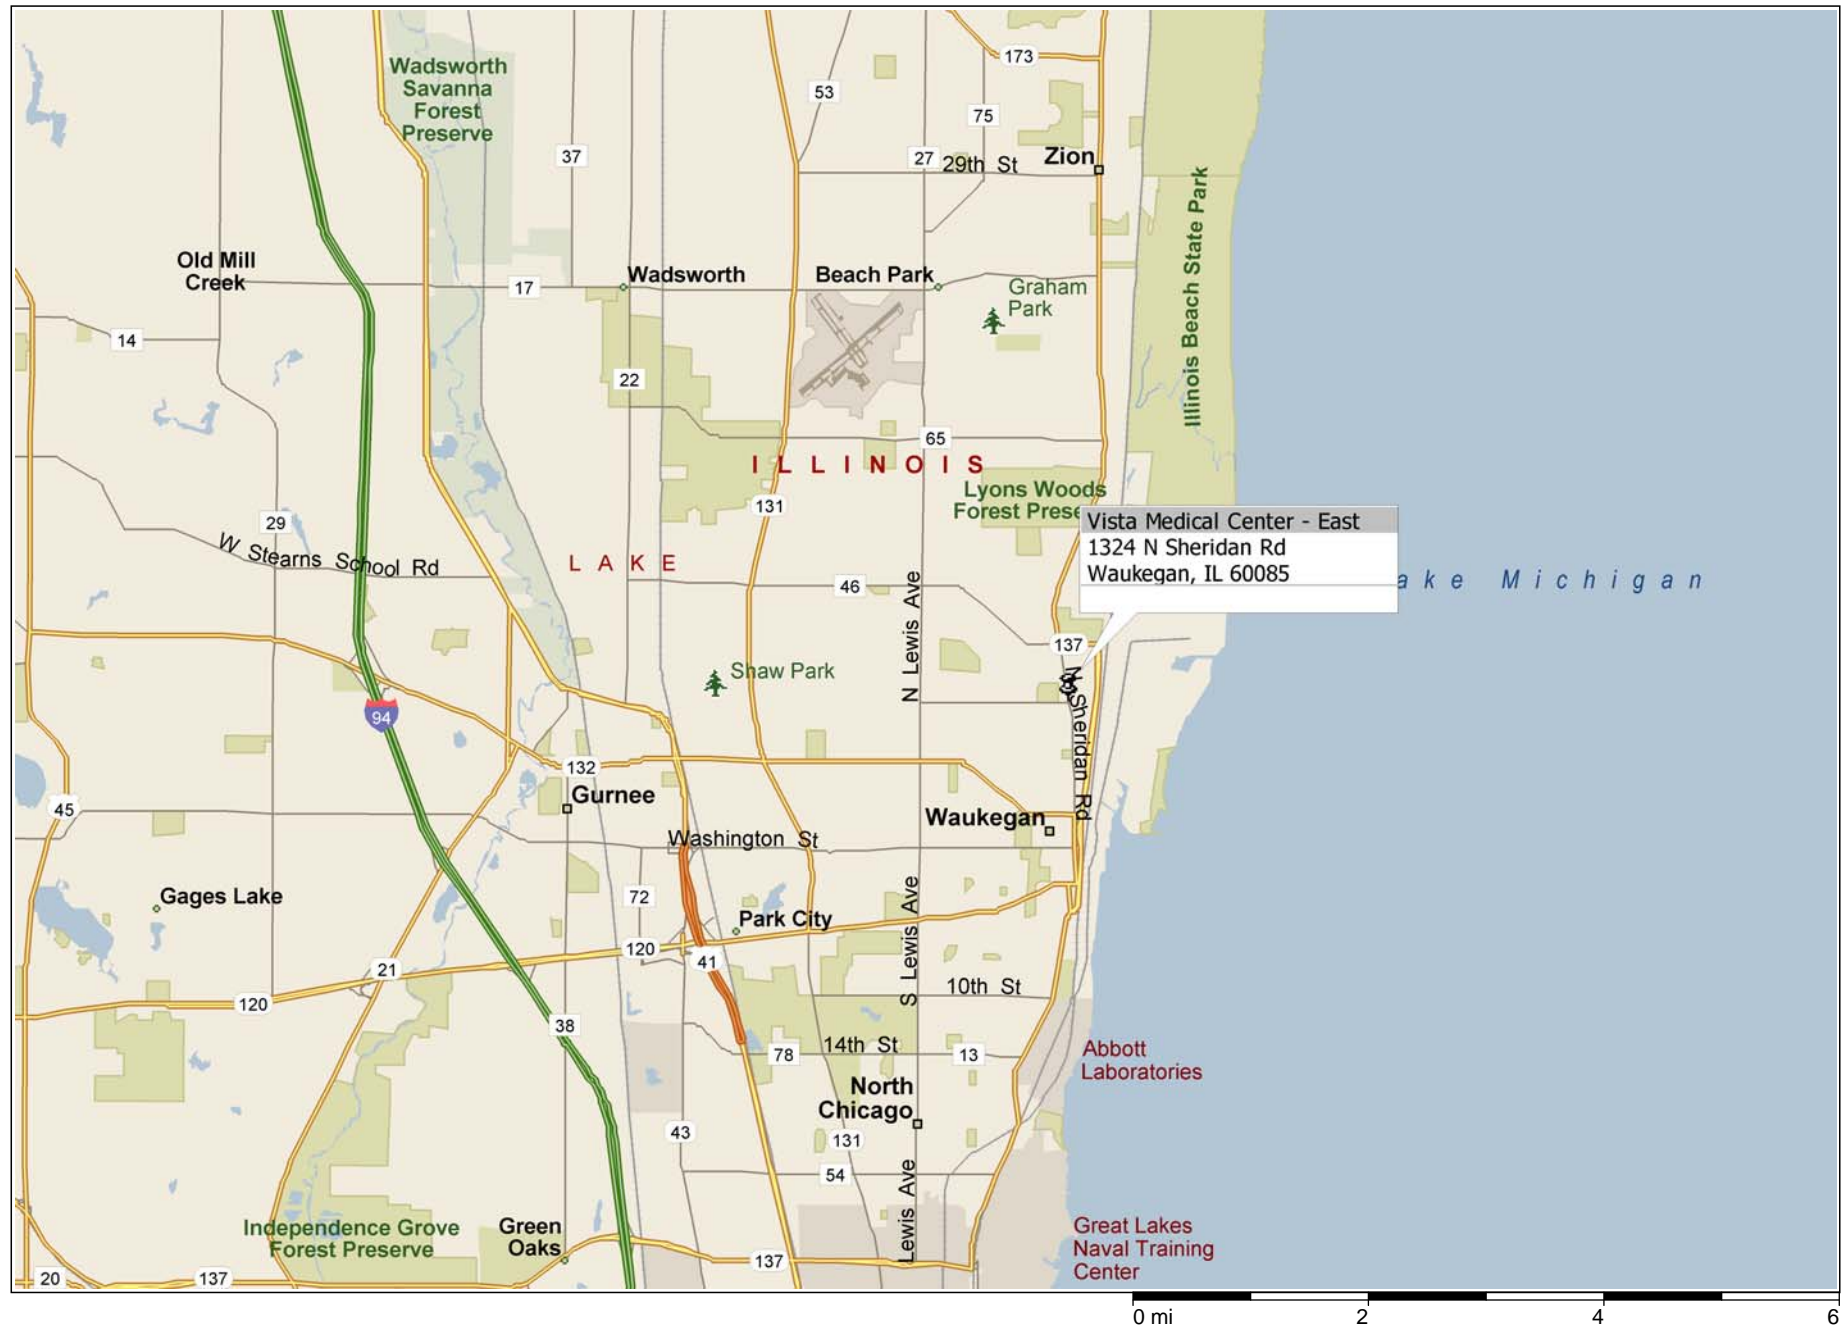 Wadsworth
Savanna
Forest
Preserve
173
53
75
37
27
29th St
Zion
Illinois Beach State Park
Old Mill
Creek
17
Wadsworth
Beach Park
Graham
Park
14
22
65
ILLINOIS
Lyons Woods
Forest Prese
131
Vista Medical Center - East
1324 N Sheridan Rd
Waukegan, IL 60085
29
W Stearns School Rd
LAKE
46
N Lewis Ave
ake Michigan
137
Shaw Park
N Sheridan Rd
94
132
Gurnee
45
Waukegan
Washington St
72
Gages Lake
Park City
S Lewis Ave
120
41
21
120
10th St
38
78
14th St
13
Abbott
Laboratories
North
Chicago
43
131
54
Lewis Ave
Independence Grove
Forest Preserve
Green
Oaks
Great Lakes
Naval Training
Center
137
20
137
0 mi
2
4
6